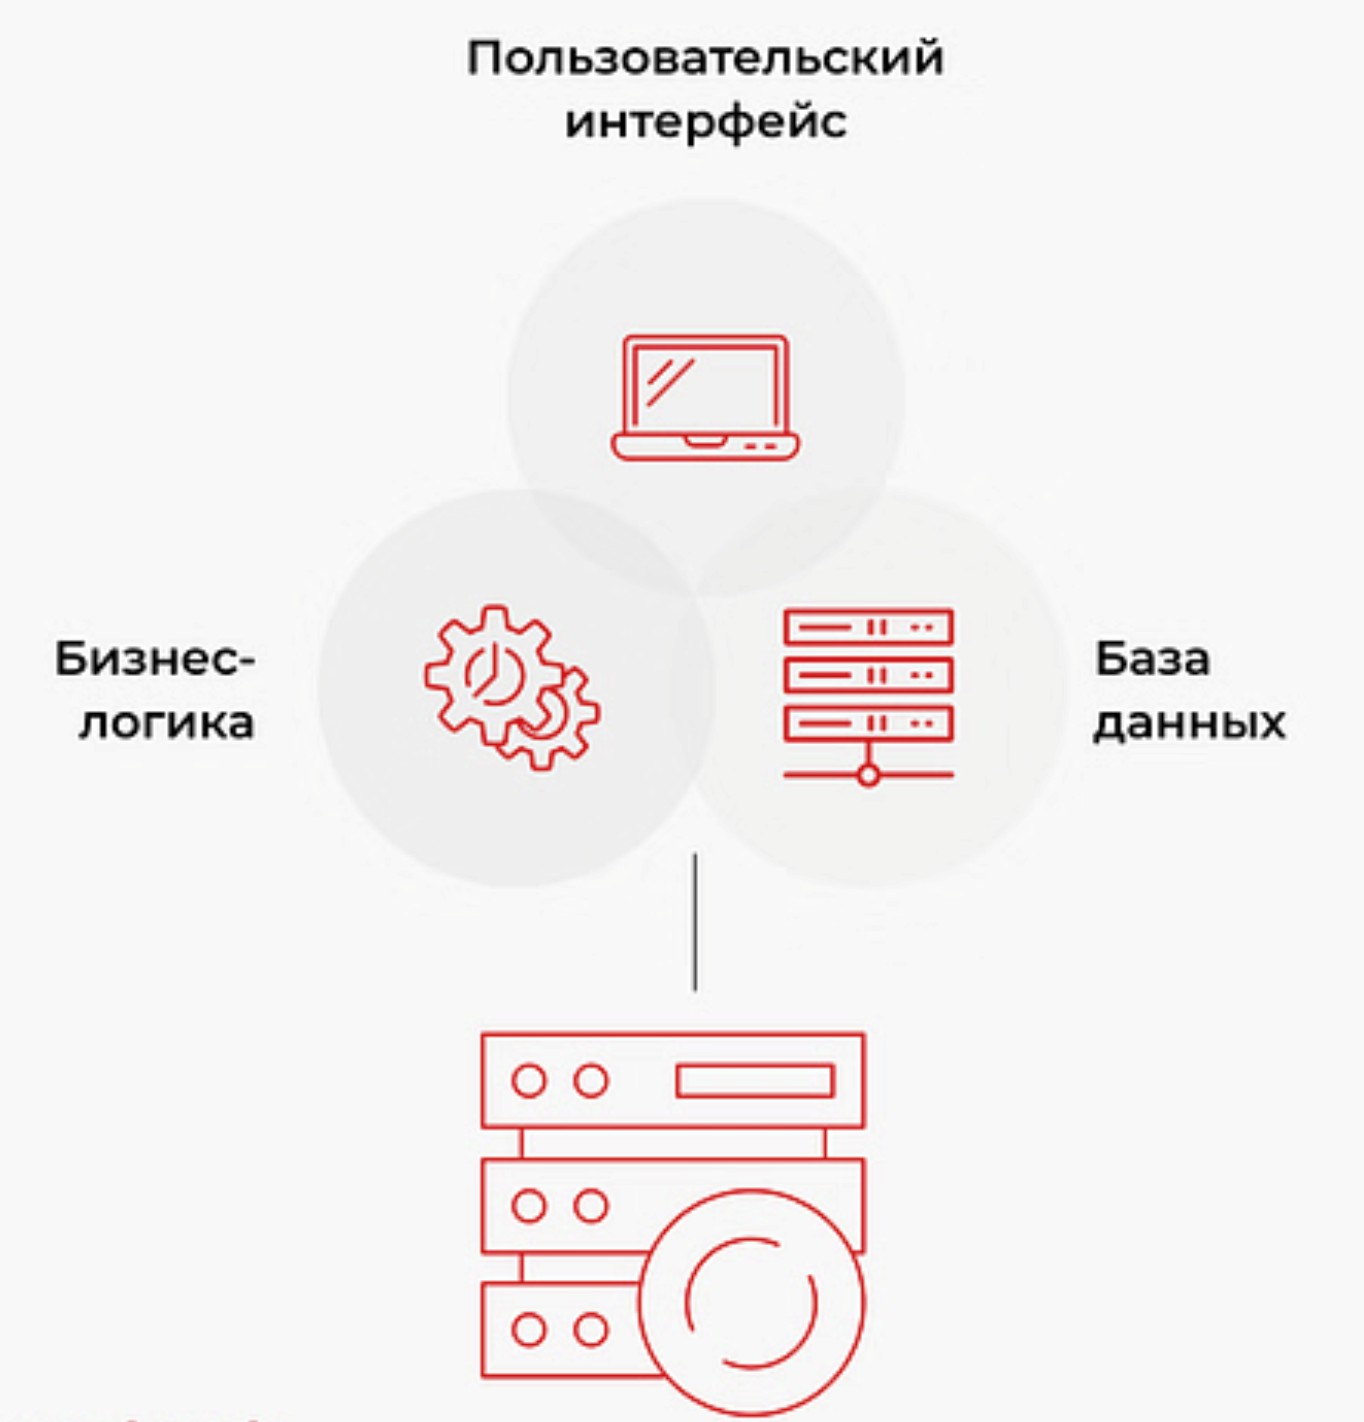 Пользовательский
интерфейс
Бизнес-
логика
База
данных